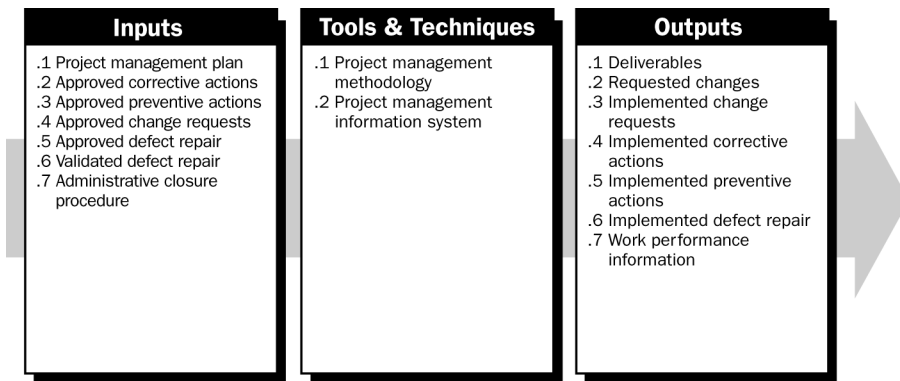 Inputs
.1 Project management plan
.2 Approved corrective actions
.3 Approved preventive actions
.4 Approved change requests
.5 Approved defect repair
.6 Validated defect repair
.7 Administrative closure
procedure
Tools & Techniques
.1 Project management
methodology
.2 Project management
information system
Outputs
.1 Deliverables
.2 Requested changes
.3 Implemented change
requests
.4 Implemented corrective
actions
.5 Implemented preventive
actions
.6 Implemented defect repair
.7 Work performance
information